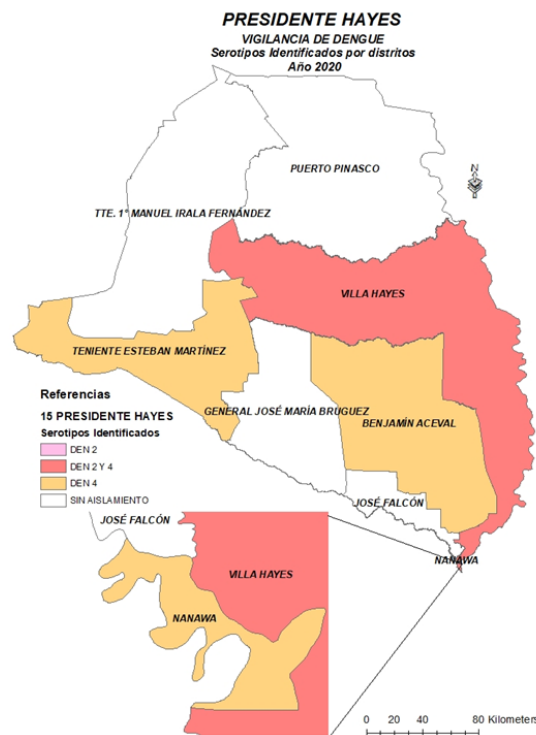 PRESIDENTE HAYES
VIGILANCIA DE DENGUE
Serotipos Identificados por distritos
Año 2020
N
PUERTO PINASCO
TTE. 1° MANUEL IRALA FERNÁNDEZ
VILLA HAYES
TENIENTE ESTEBAN MARTÍNEZ
GENERAL JOSÉ MARÍA BRUGUEZ
BENJAMÍN ACEVAL
JOSÉ FALCÓN
NANAWA
Referencias
15 PRESIDENTE HAYES
Serotipos Identificados
DEN 2
DEN 2 Y 4
DEN 4
SIN AISLAMIENTO
JOSÉ FALCÓN
VILLA HAYES
NANAWA
0 20 40 80 Kilometers